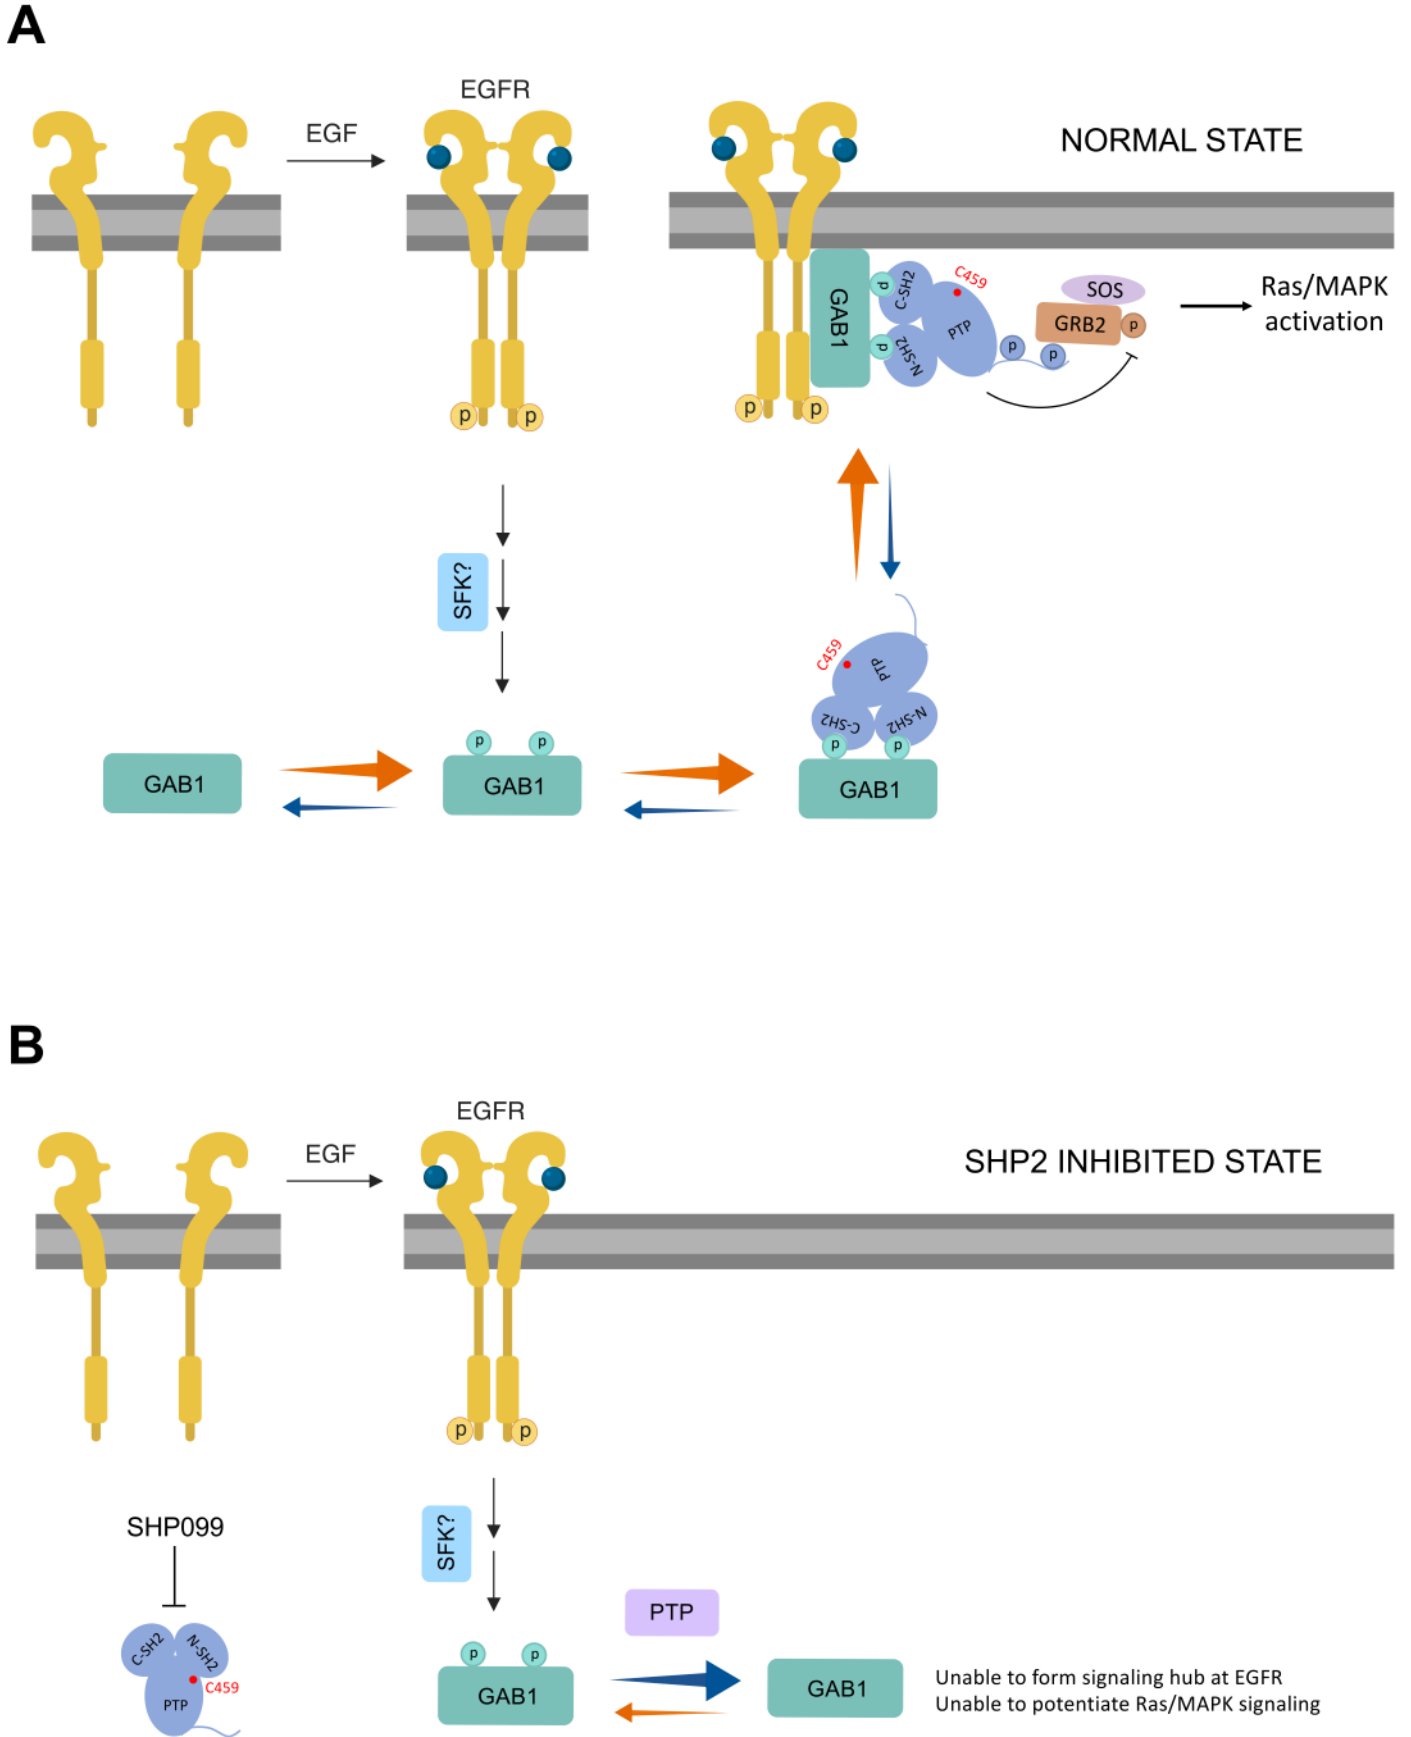 A
EGFR
EGF
NORMAL STATE
GAB1
p
C-SH2
p
N-SH2
C459
PTP
p
p
SOS
GRB2
p
Ras/MAPK
activation
p
p
p
p
SFK?
C459
PTP
C-SH2
N-SH2
p
p
GAB1
p
p
GAB1
GAB1
B
EGFR
EGF
SHP2 INHIBITED STATE
p
p
SHP099
SFK?
C-SH2
N-SH2
C459
PTP
p
p
GAB1
PTP
GAB1
Unable to form signaling hub at EGFR
Unable to potentiate Ras/MAPK signaling